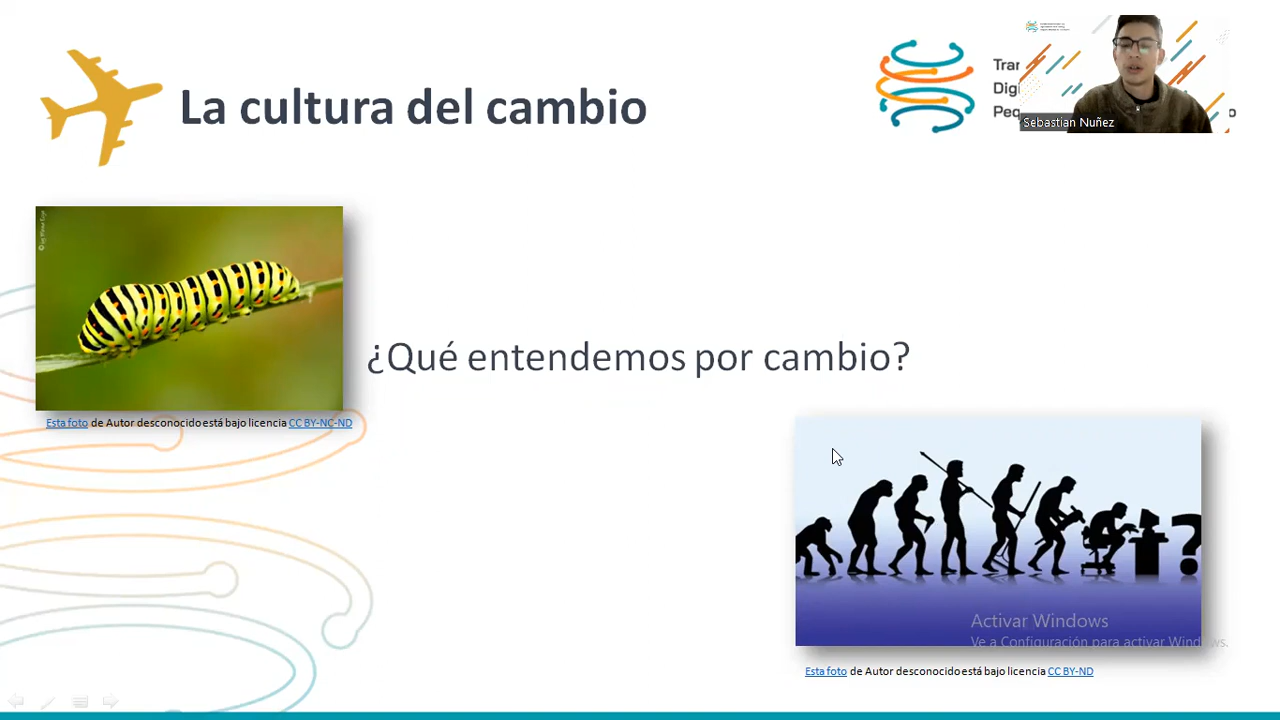 La cultura del cambio
Sebastian Nuñez
¿Qué entendemos por cambio?
Esta foto de Autor desconocido está bajo licencia CC BY-NC-ND
?
Activar Windows
Ve a Configuración para activar Windows.
Esta foto de Autor desconocido está bajo licencia CC BY-ND